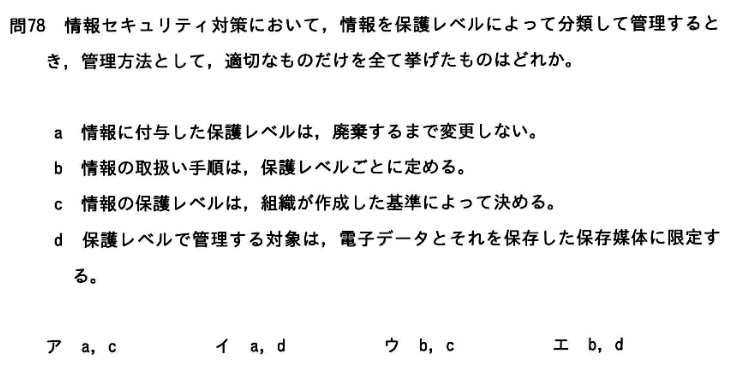 問78 情報セキュリティ対策において，情報を保護レベルによって分類して管理すると
き，管理方法として，適切なものだけを全て挙げたものはどれか。
a 情報に付与した保護レベルは，廃棄するまで変更しない。
b 情報の取扱い手順は，保護レベルごとに定める。
c 情報の保護レベルは，組織が作成した基準によって決める。
d 保護レベルで管理する対象は，電子データとそれを保存した保存媒体に限定す
る。
ア a，c イ a，d ウ b，c エ b，d